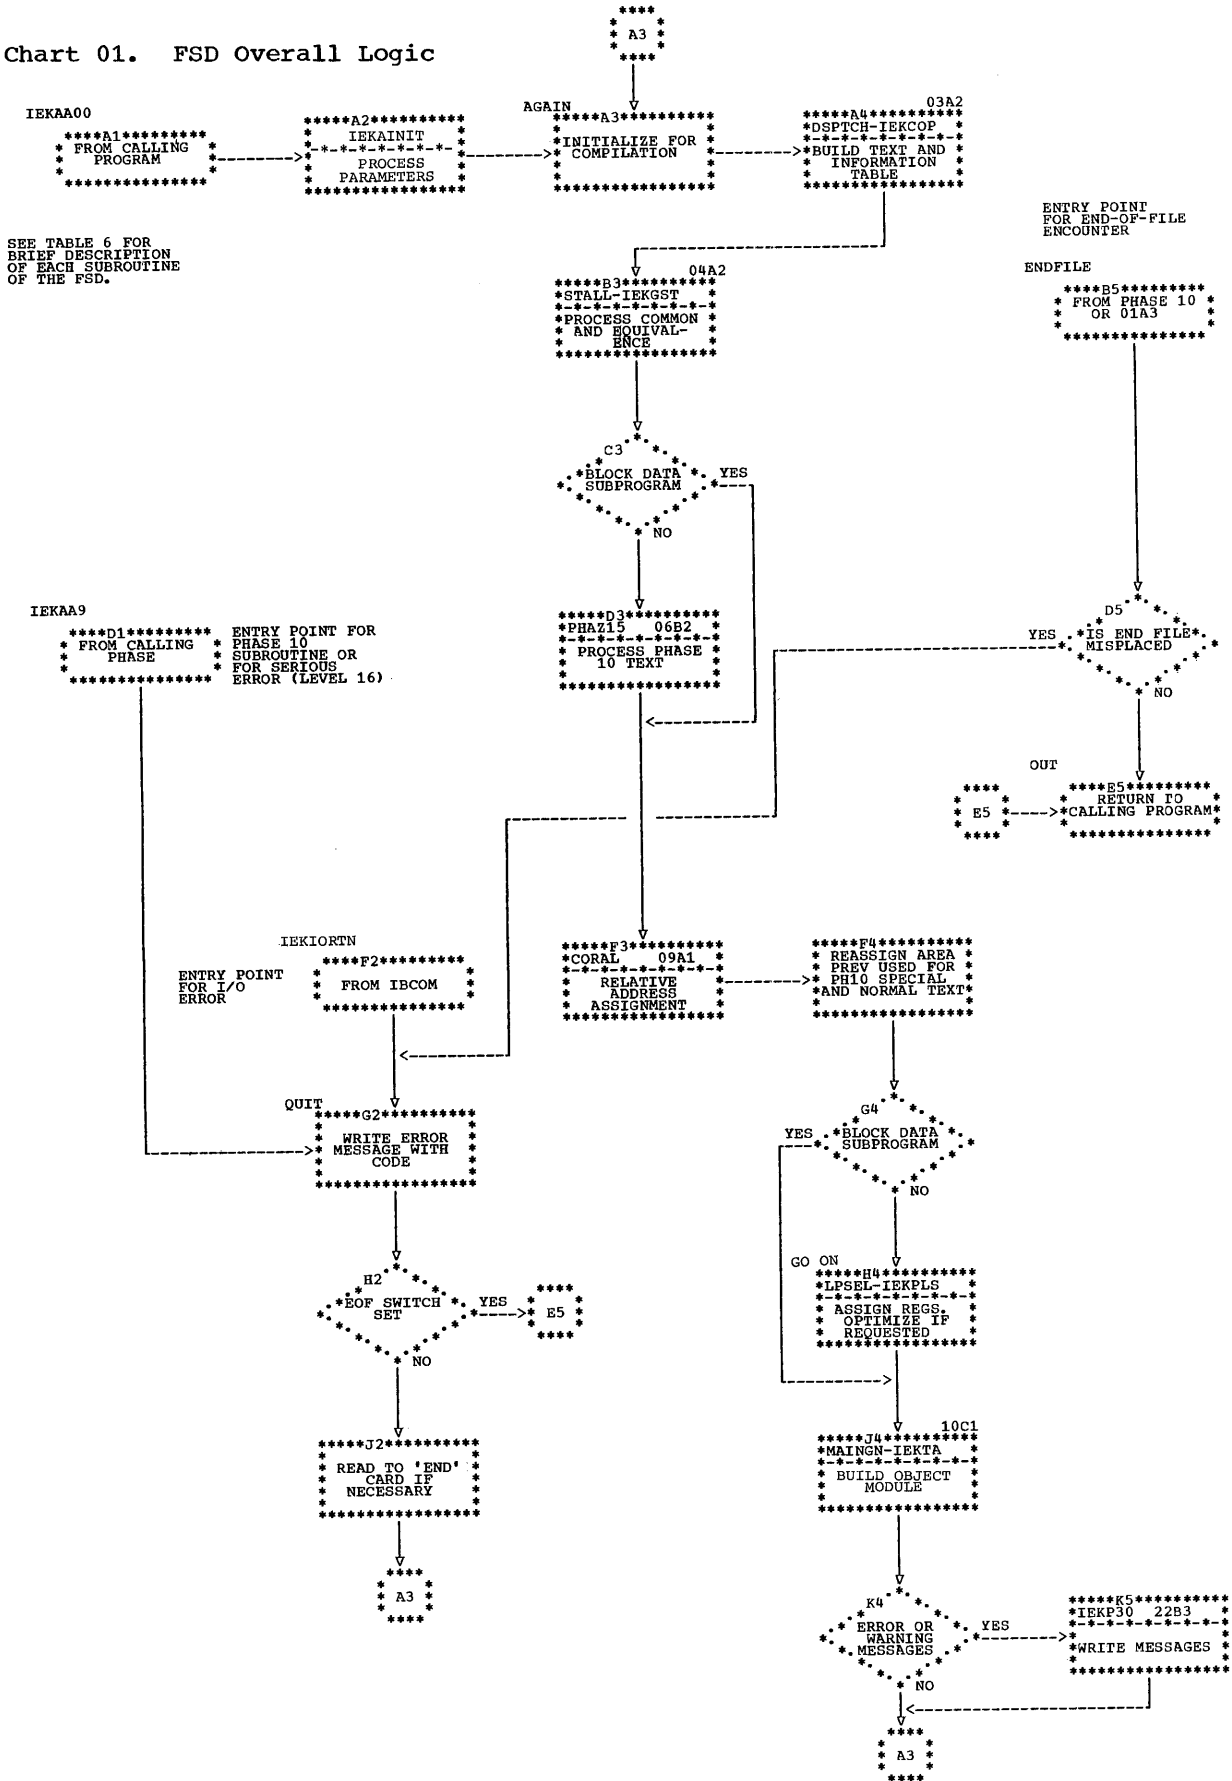 A3
Chart 01. FSD Overall Logic
IEKAA00
A1
FROM CALLING
PROGRAM
A2
IEKAINIT
PROCESS
PARAMETERS
AGAIN
A3
INITIALIZE FOR
COMPILATION
03A2
A4
DSPTCH-IEKCOP
BUILD TEXT AND
INFORMATION
TABLE
SEE TABLE 6 FOR
BRIEF DESCRIPTION
OF EACH SUBROUTINE
OF THE FSD.
ENTRY POINT
FOR END-OF-FILE
ENCOUNTER
ENDFILE
B5
FROM PHASE 10
OR 01A3
04A2
B3
STALL-IEKGST
PROCESS COMMON
AND EQUIVAL-
ENCE
C3
BLOCK DATA
SUBPROGRAM
YES
NO
IEKAA9
D1
FROM CALLING
PHASE
ENTRY POINT FOR
PHASE 10
SUBROUTINE OR
FOR SERIOUS
ERROR (LEVEL 16)
D3
PHAZ15 06B2
PROCESS PHASE
10 TEXT
D5
IS END FILE
MISPLACED
YES
NO
OUT
E5
E5
RETURN TO
CALLING PROGRAM
IEKIORTN
ENTRY POINT
FOR I/O
ERROR
F2
FROM IBCOM
F3
CORAL 09A1
RELATIVE
ADDRESS
ASSIGNMENT
F4
REASSIGN AREA
PREV USED FOR
PH10 SPECIAL
AND NORMAL TEXT
QUIT
G2
WRITE ERROR
MESSAGE WITH
CODE
G4
BLOCK DATA
SUBPROGRAM
YES
NO
H2
EOF SWITCH
SET
YES
E5
NO
GO ON
H4
LPSEL-IEKPLS
ASSIGN REGS.
OPTIMIZE IF
REQUESTED
J2
READ TO 'END'
CARD IF
NECESSARY
A3
10C1
J4
MAINGN-IEKTA
BUILD OBJECT
MODULE
K4
ERROR OR
WARNING
MESSAGES
YES
NO
K5
IEKP30 22B3
WRITE MESSAGES
A3